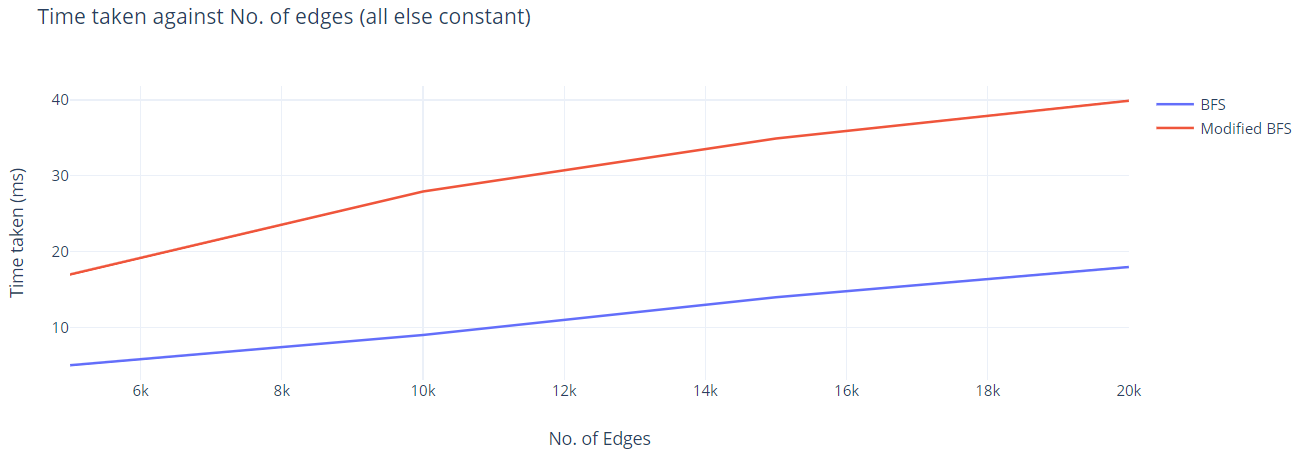 Time taken against No. of edges (all else constant)
Time taken (ms)
40
30
20
10
6k
8k
10k
12k
14k
16k
18k
20k
No. of Edges
BFS
Modified BFS